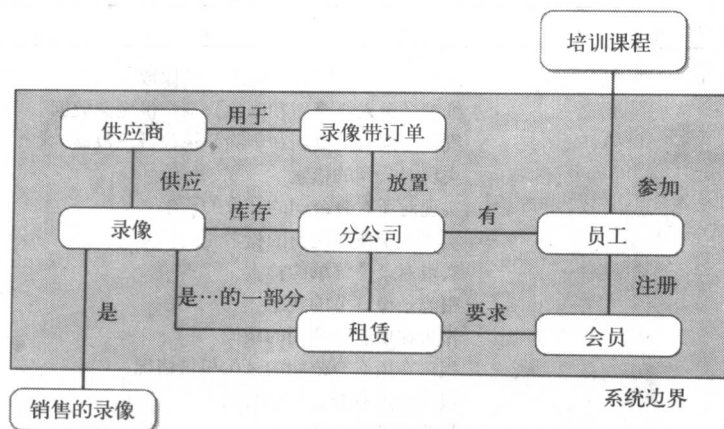 培训课程
供应商
用于
录像带订单
供应
放置
参加
录像
库存
分公司
有
员工
是
是…的一部分
注册
租赁
要求
会员
系统边界
销售的录像